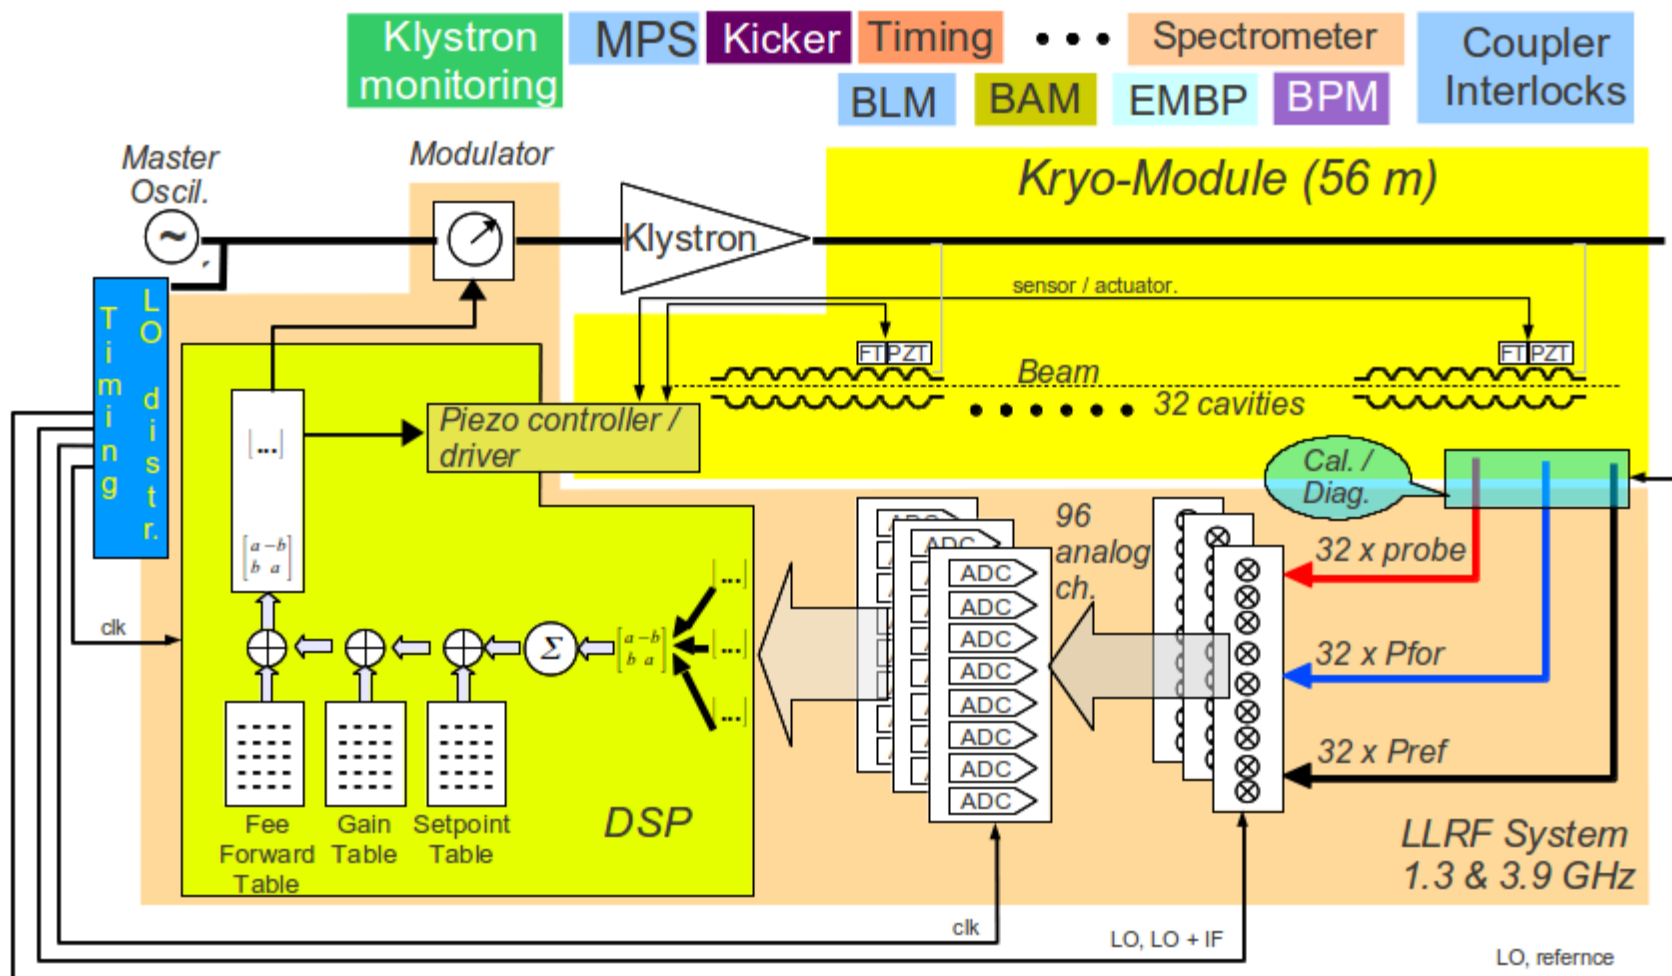 Klystron
monitoring
MPS
Kicker
Timing
Spectrometer
Coupler
Interlocks
BLM
BAM
EMBP
BPM
Master
Oscil.
Modulator
Kryo-Module (56 m)
Klystron
sensor / actuator.
Timing
LO distr.
FT PZT
FT PZT
Beam
32 cavities
Piezo controller /
driver
[...]
Cal. /
Diag.
96
analog
ch.
32 x probe
32 x Pfor
32 x Pref
ADC
ADC
ADC
ADC
ADC
ADC
ADC
ADC
ADC
ADC
a -b
b a
[...]
[...]
[...]
a -b
b a
Σ
clk
Fee
Forward
Table
Gain
Table
Setpoint
Table
DSP
LLRF System
1.3 & 3.9 GHz
clk
LO, LO + IF
LO, refernce